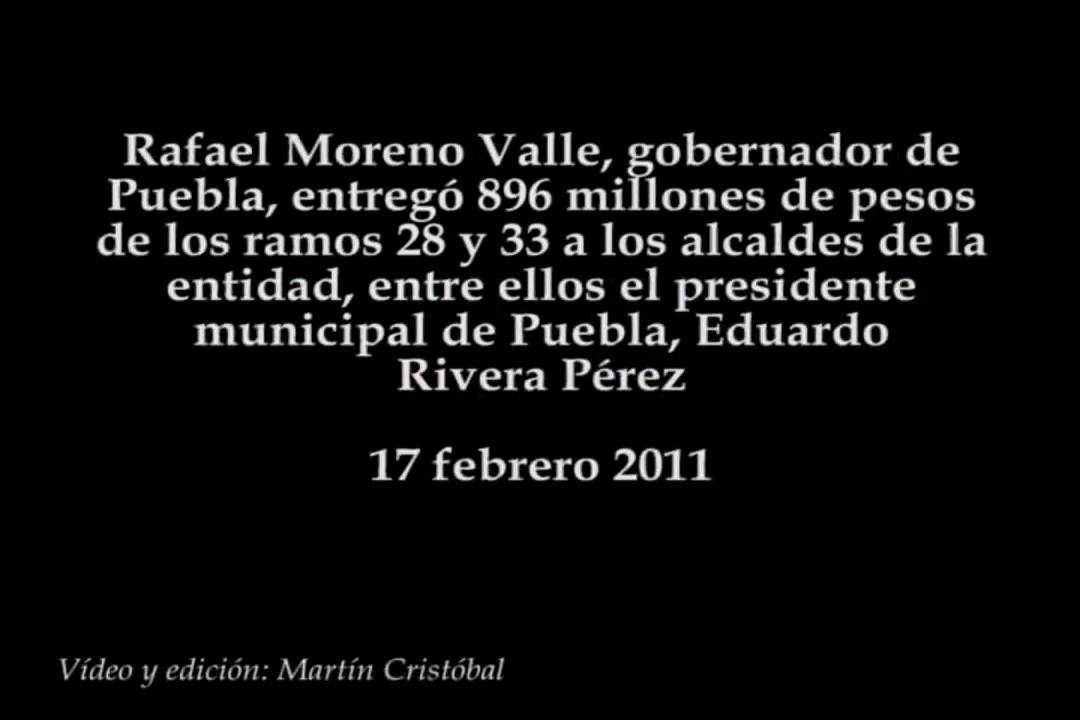 Rafael Moreno Valle, gobernador de
Puebla, entregó 896 millones de pesos
de los ramos 28 y 33 a los alcaldes de la
entidad, entre ellos el presidente
municipal de Puebla, Eduardo
Rivera Pérez
17 febrero 2011
Vídeo y edición: Martín Cristóbal